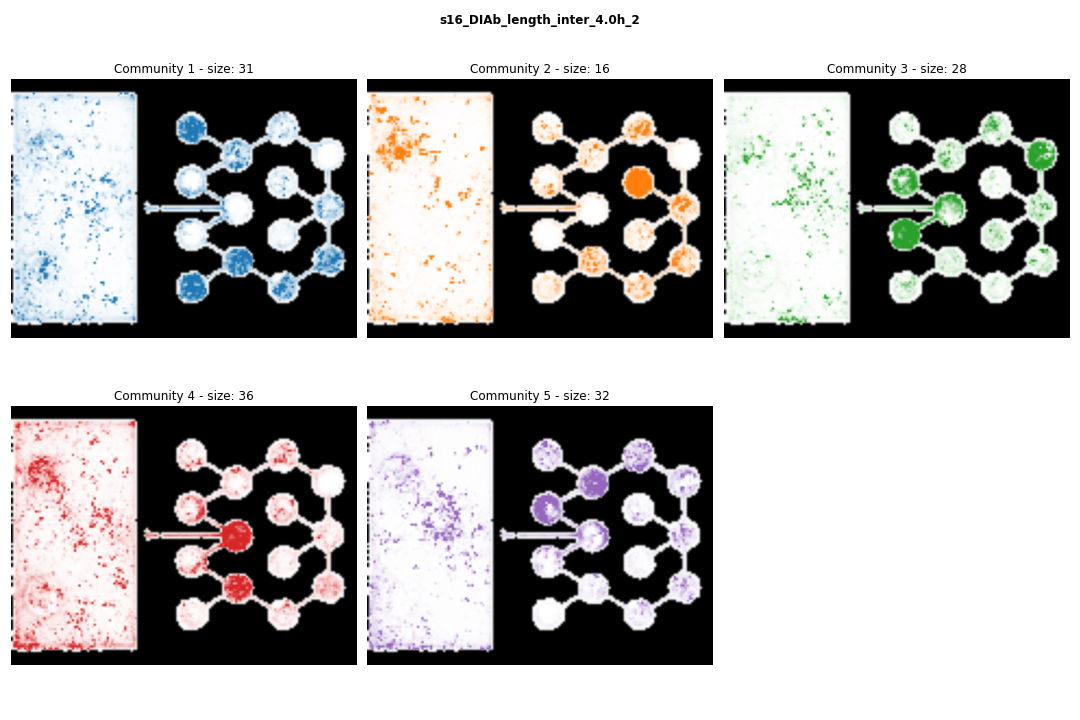 s16_DIAb_length_inter_4.0h_2
Community 1 - size: 31
Community 2 - size: 16
Community 3 - size: 28
Community 4 - size: 36
Community 5 - size: 32